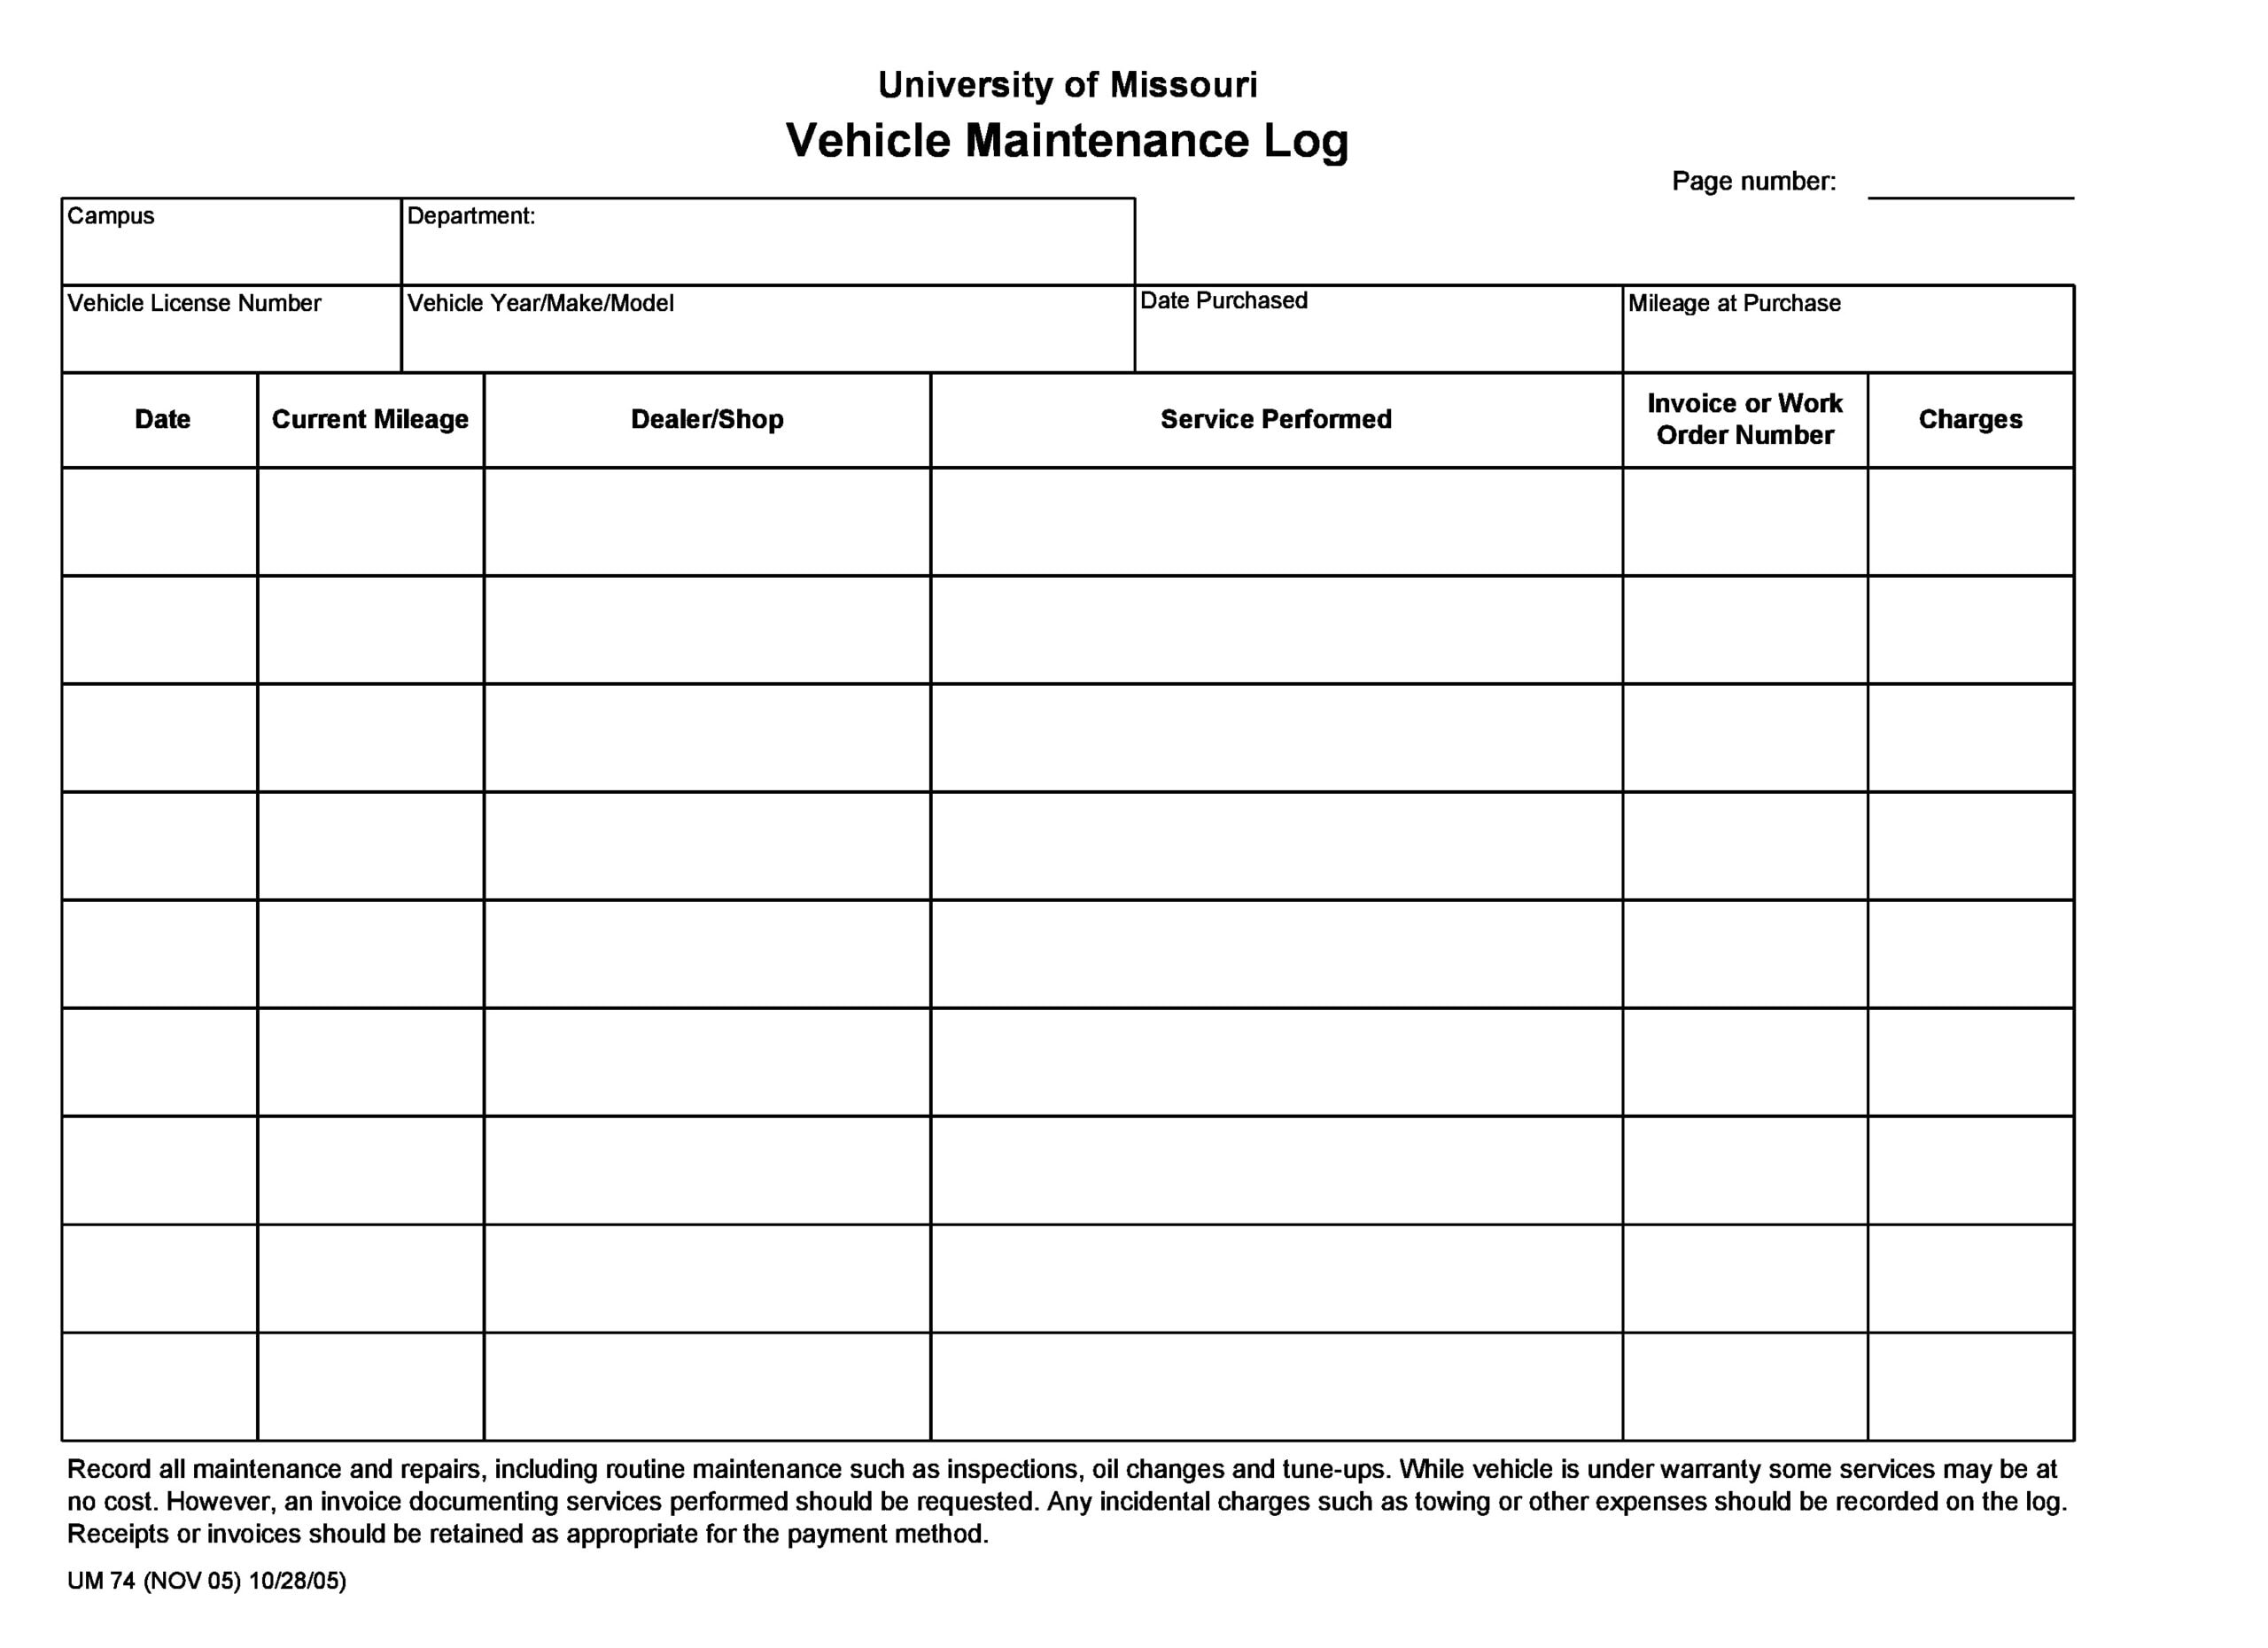 University of Missouri
Vehicle Maintenance Log
Page number:
Campus
Department:
Vehicle License Number
Vehicle Year/Make/Model
Date Purchased
Mileage at Purchase
Date
Current Mileage
Dealer/Shop
Service Performed
Invoice or Work
Order Number
Charges
Record all maintenance and repairs, including routine maintenance such as inspections, oil changes and tune-ups. While vehicle is under warranty some services may be at
no cost. However, an invoice documenting services performed should be requested. Any incidental charges such as towing or other expenses should be recorded on the log.
Receipts or invoices should be retained as appropriate for the payment method.
UM 74 (NOV 05) 10/28/05)